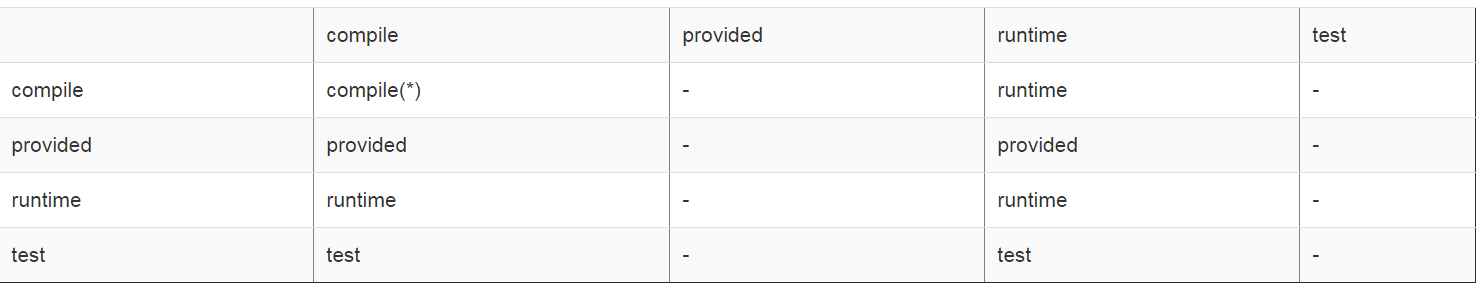 compile provided runtime test
compile compile(*) - runtime -
provided provided - provided -
runtime runtime - runtime -
test test - test -